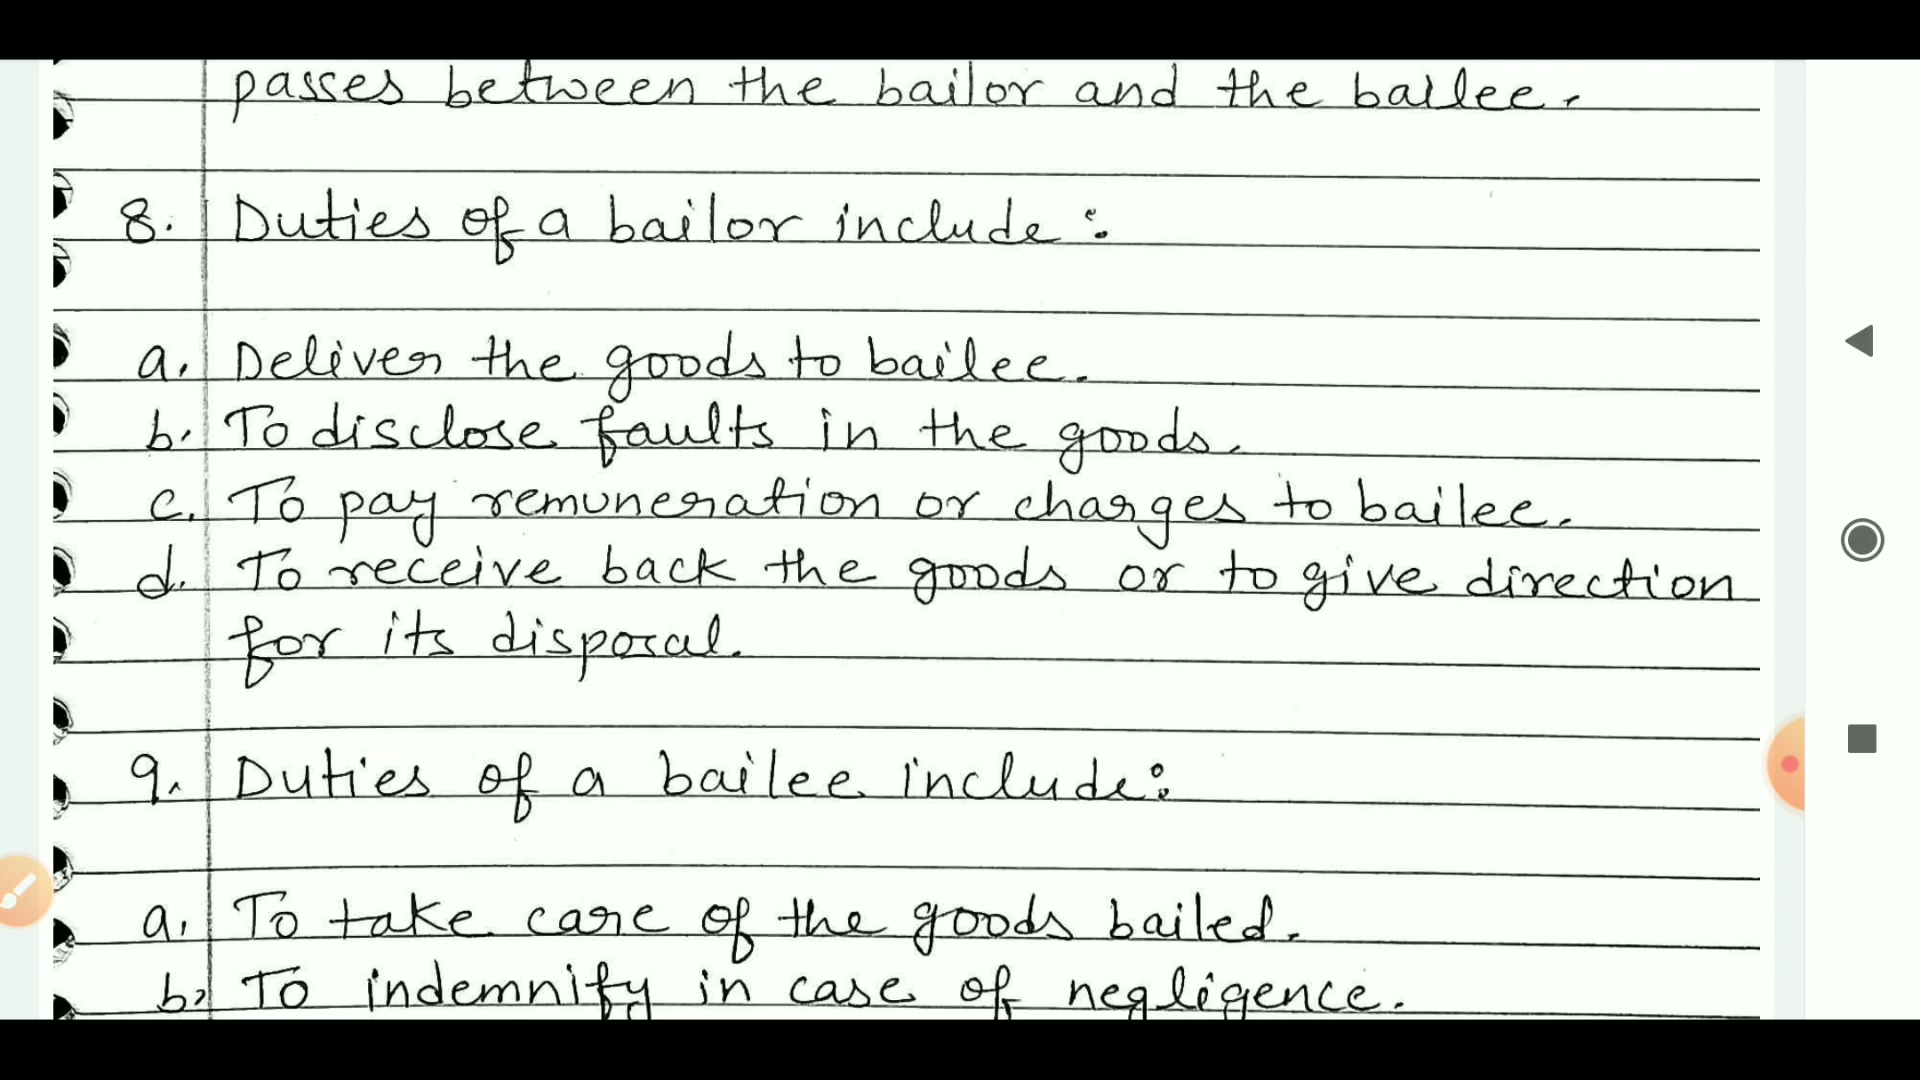 passes between the bailor and the bailee.
8. Duties of a bailor include:
a. Deliver the goods to bailee.
b. To disclose faults in the goods.
c. To pay remuneration or charges to bailee.
d. To receive back the goods or to give direction
for its disposal.
9. Duties of a bailee include:
a. To take care of the goods bailed.
b. To indemnify in case of negligence.